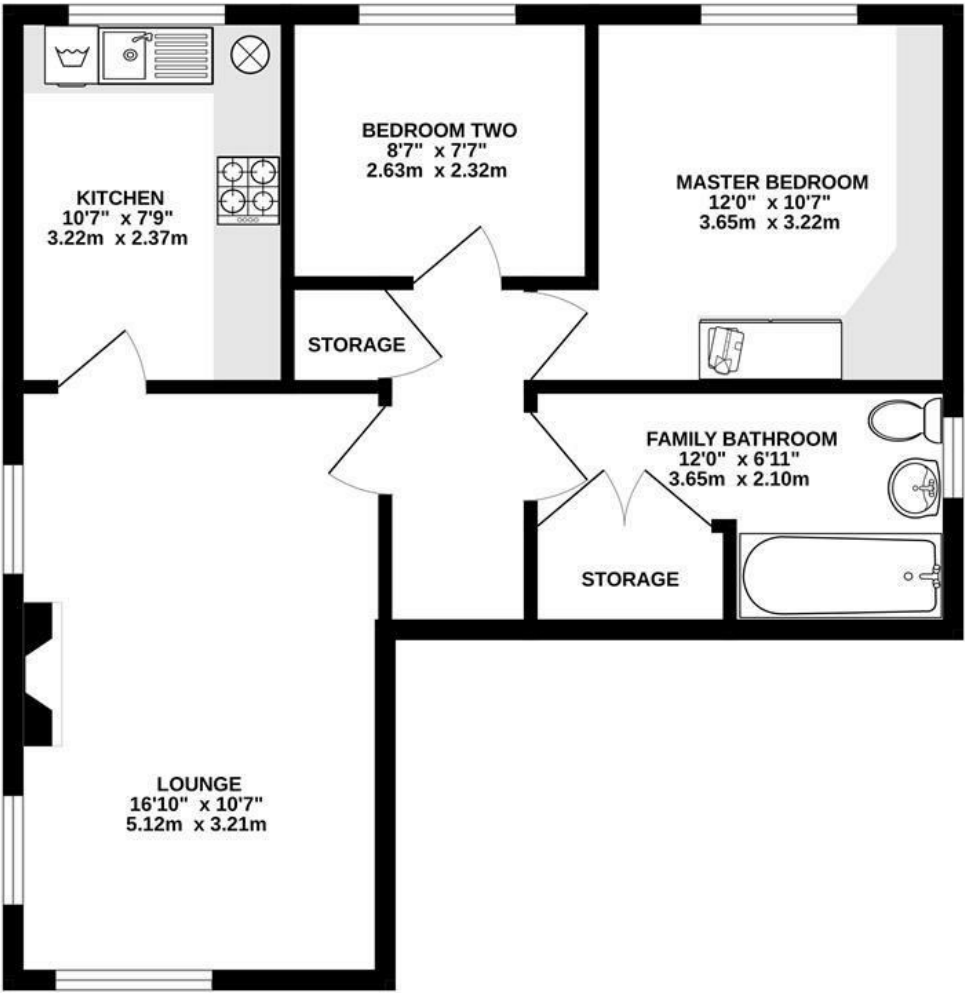 BEDROOM TWO
8'7" x 7'7"
2.63m x 2.32m
MASTER BEDROOM
12'0" x 10'7"
3.65m x 3.22m
KITCHEN
10'7" x 7'9"
3.22m x 2.37m
STORAGE
FAMILY BATHROOM
12'0" x 6'11"
3.65m x 2.10m
STORAGE
LOUNGE
16'10" x 10'7"
5.12m x 3.21m